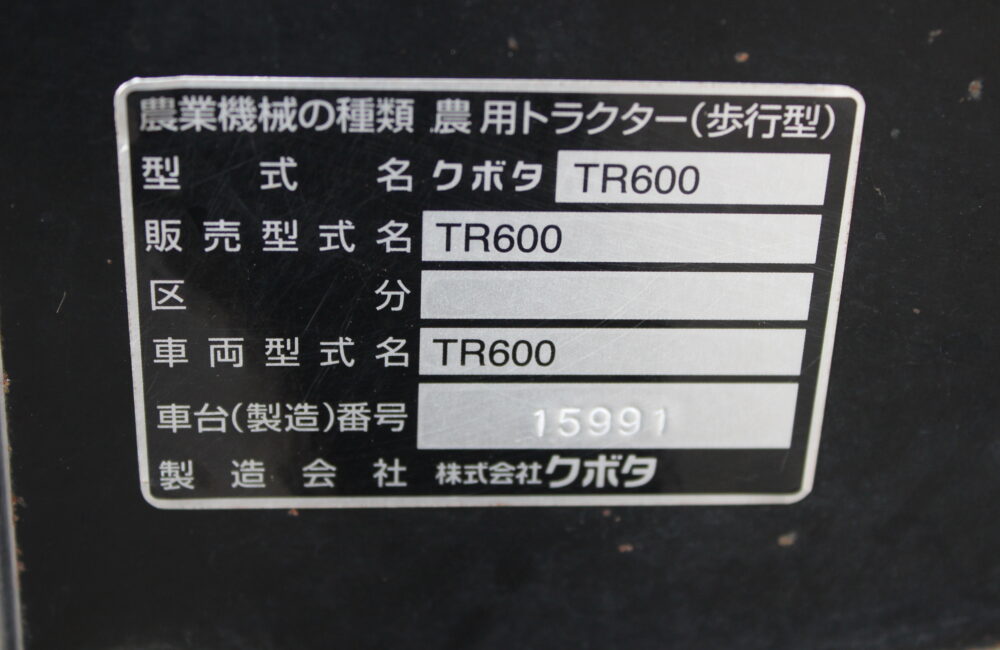 農業機械の種類 農用トラクター(歩行型)
型式名 クボタ TR600
販売型式名 TR600
区分
車両型式名 TR600
車台(製造)番号 15991
製造会社 株式会社クボタ